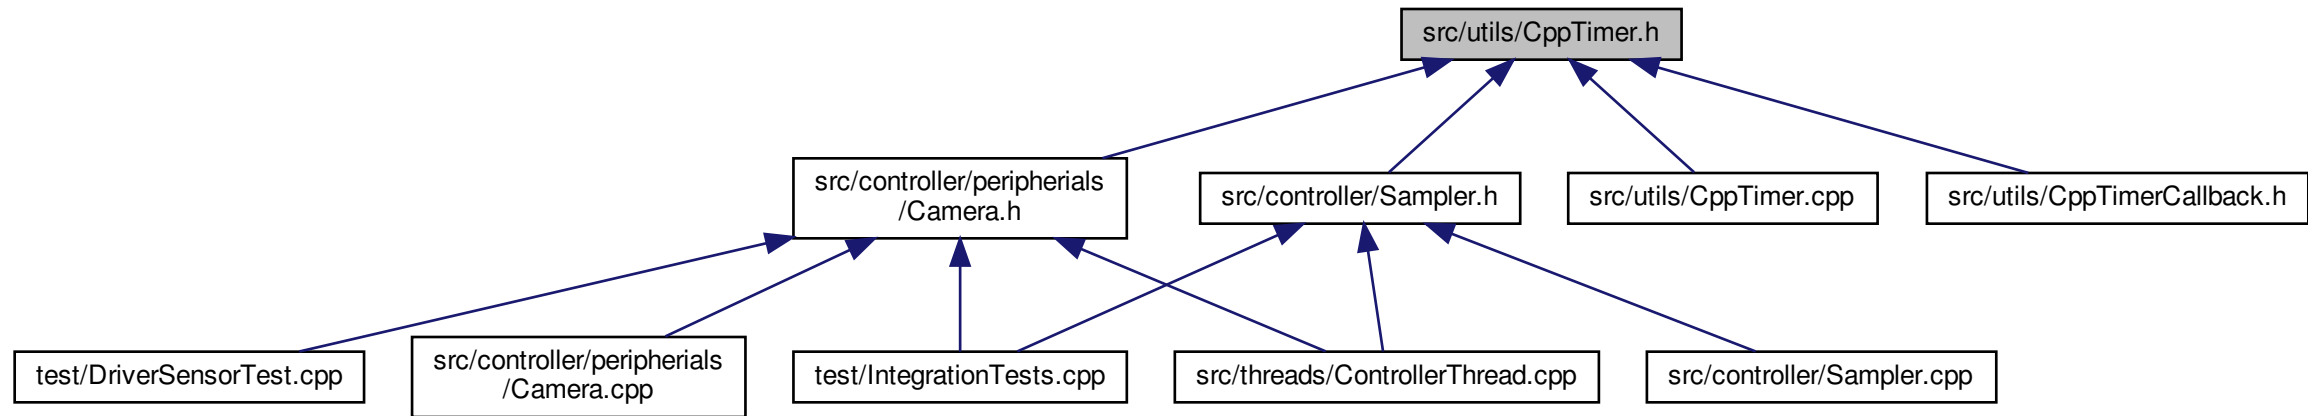 src/utils/CppTimer.h
src/controller/peripherials
/Camera.h
src/controller/Sampler.h
src/utils/CppTimer.cpp
src/utils/CppTimerCallback.h
test/DriverSensorTest.cpp
src/controller/peripherials
/Camera.cpp
test/IntegrationTests.cpp
src/threads/ControllerThread.cpp
src/controller/Sampler.cpp